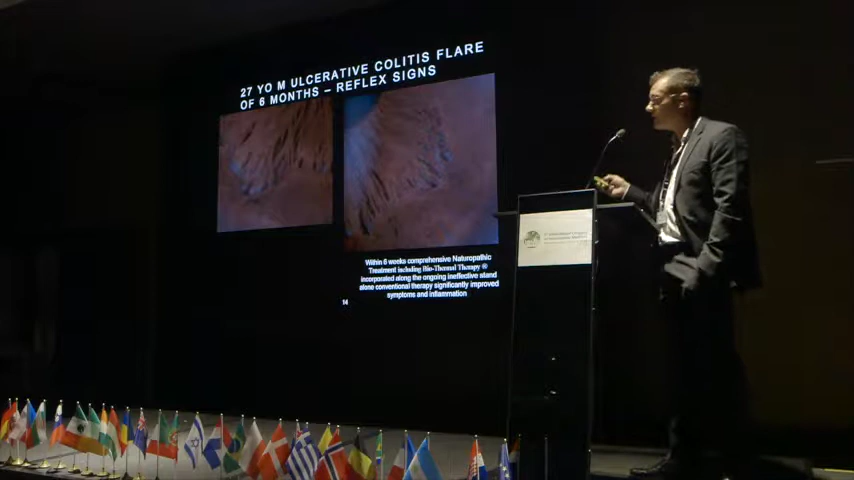 27 YO M ULCERATIVE COLITIS FLARE
OF 6 MONTHS – REFLEX SIGNS
Within 6 weeks comprehensive Naturopathic
Treatment including Bio-Thermal Therapy ®
incorporated along the ongoing ineffective stand
alone conventional therapy significantly improved
symptoms and inflammation
14